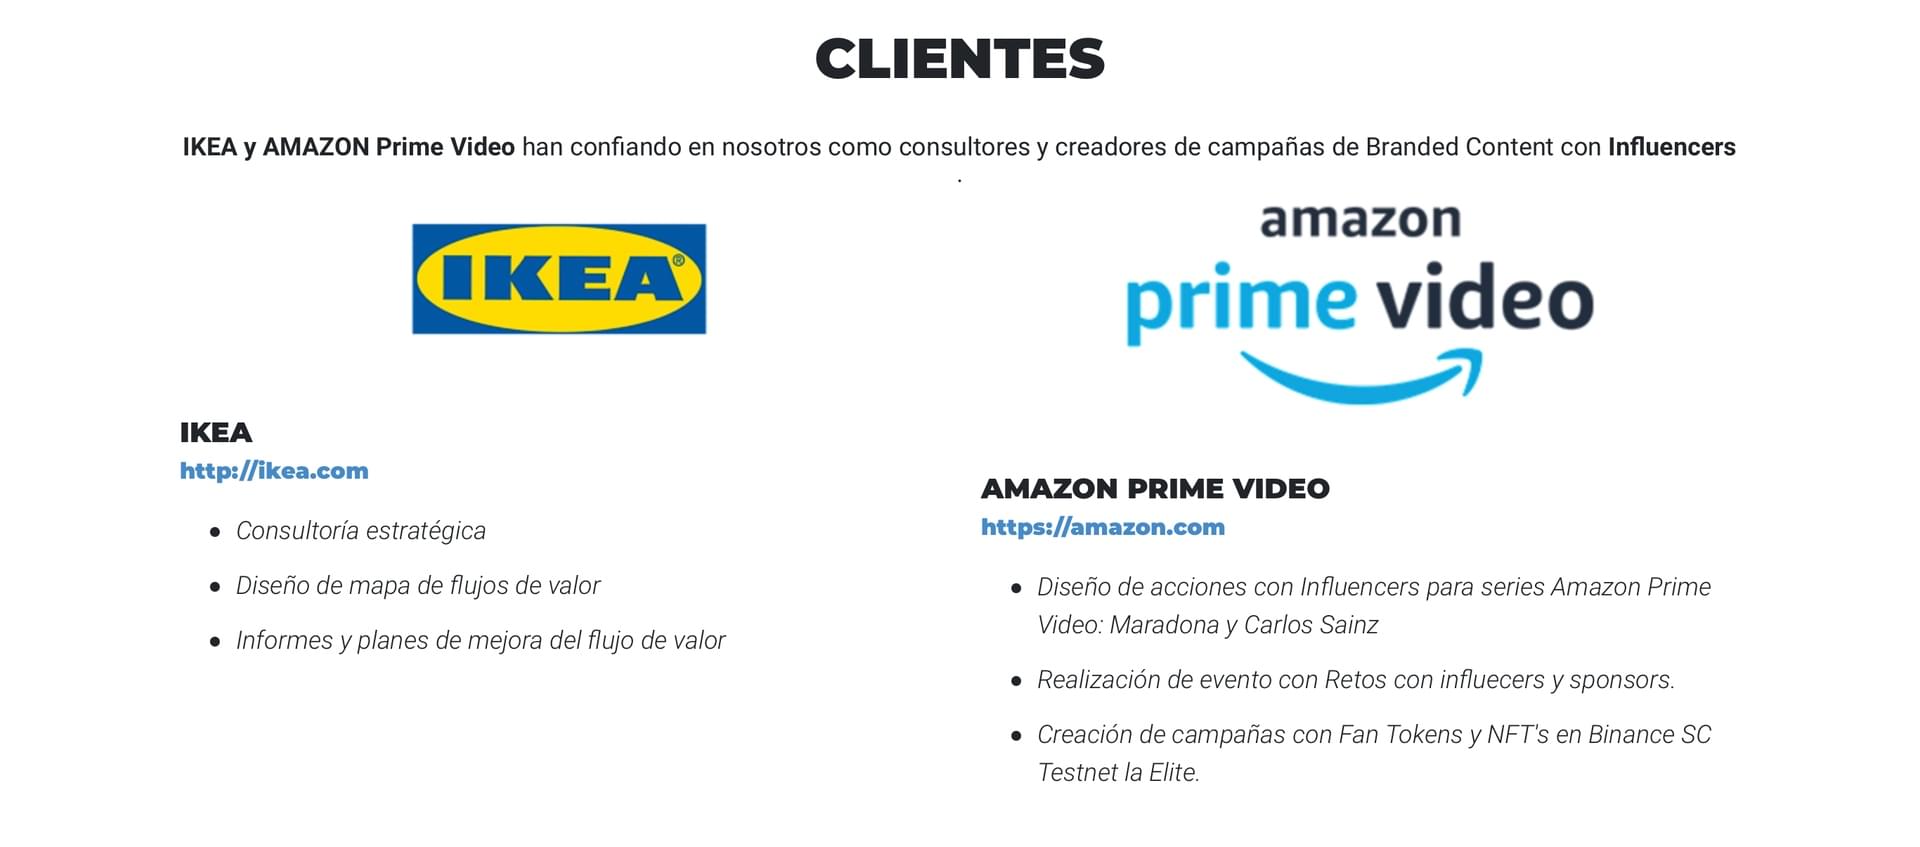 CLIENTES
IKEA y AMAZON Prime Video han confiando en nosotros como consultores y creadores de campañas de Branded Content con Influencers
.
IKEA®
amazon
prime video
IKEA
http://ikea.com
• Consultoría estratégica
• Diseño de mapa de flujos de valor
• Informes y planes de mejora del flujo de valor
AMAZON PRIME VIDEO
https://amazon.com
• Diseño de acciones con Influencers para series Amazon Prime
Video: Maradona y Carlos Sainz
• Realización de evento con Retos con influecers y sponsors.
• Creación de campañas con Fan Tokens y NFT's en Binance SC
Testnet la Elite.